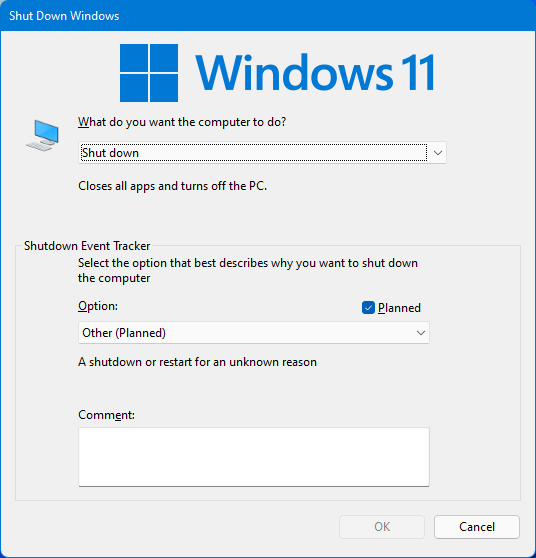 Shut Down Windows
Windows 11
What do you want the computer to do?
Shut down
Closes all apps and turns off the PC.
Shutdown Event Tracker
Select the option that best describes why you want to shut down
the computer
Option:
Planned
Other (Planned)
A shutdown or restart for an unknown reason
Comment:
OK
Cancel